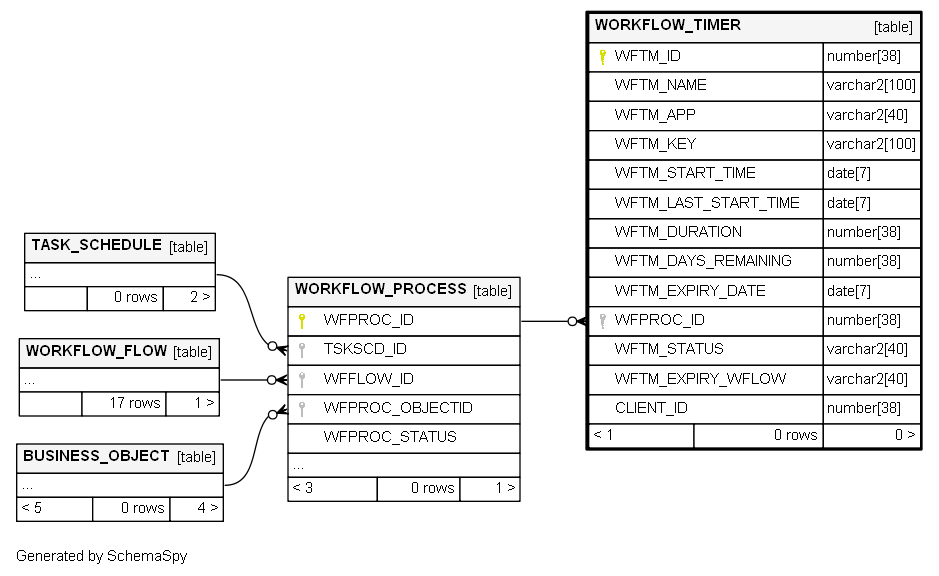 WORKFLOW_TIMER [table]
WFTM_ID number[38]
WFTM_NAME varchar2[100]
WFTM_APP varchar2[40]
WFTM_KEY varchar2[100]
WFTM_START_TIME date[7]
WFTM_LAST_START_TIME date[7]
WFTM_DURATION number[38]
WFTM_DAYS_REMAINING number[38]
WFTM_EXPIRY_DATE date[7]
WFPROC_ID number[38]
WFTM_STATUS varchar2[40]
WFTM_EXPIRY_WFLOW varchar2[40]
CLIENT_ID number[38]
< 1 0 rows 0 >
TASK_SCHEDULE [table]
...
0 rows 2 >
WORKFLOW_FLOW [table]
...
17 rows 1 >
BUSINESS_OBJECT [table]
...
< 5 0 rows 4 >
WORKFLOW_PROCESS [table]
WFPROC_ID
TSKSCD_ID
WFFLOW_ID
WFPROC_OBJECTID
WFPROC_STATUS
...
< 3 0 rows 1 >
Generated by SchemaSpy